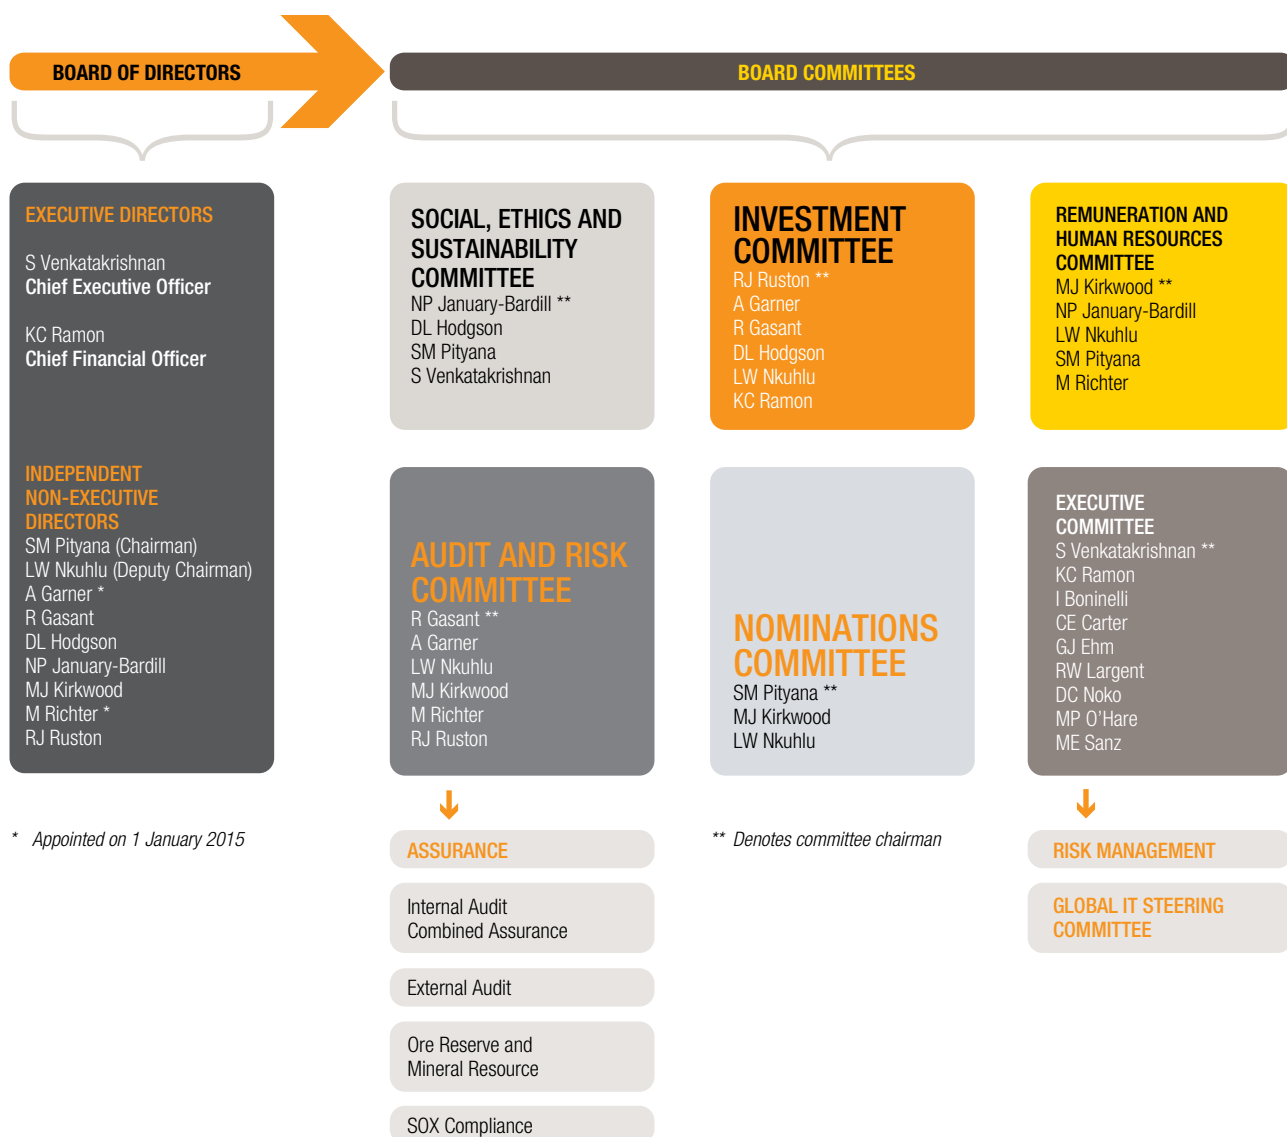 BOARD OF DIRECTORS
BOARD COMMITTEES
EXECUTIVE DIRECTORS
S Venkatakrishnan
Chief Executive Officer
KC Ramon
Chief Financial Officer
INDEPENDENT
NON-EXECUTIVE
DIRECTORS
SM Pityana (Chairman)
LW Nkuhlu (Deputy Chairman)
A Garner *
R Gasant
DL Hodgson
NP January-Bardill
MJ Kirkwood
M Richter *
RJ Ruston
* Appointed on 1 January 2015
SOCIAL, ETHICS AND
SUSTAINABILITY
COMMITTEE
NP January-Bardill **
DL Hodgson
SM Pityana
S Venkatakrishnan
INVESTMENT
COMMITTEE
RJ Ruston **
A Garner
R Gasant
DL Hodgson
LW Nkuhlu
KC Ramon
REMUNERATION AND
HUMAN RESOURCES
COMMITTEE
MJ Kirkwood **
NP January-Bardill
LW Nkuhlu
SM Pityana
M Richter
AUDIT AND RISK
COMMITTEE
R Gasant **
A Garner
LW Nkuhlu
MJ Kirkwood
M Richter
RJ Ruston
NOMINATIONS
COMMITTEE
SM Pityana **
MJ Kirkwood
LW Nkuhlu
EXECUTIVE
COMMITTEE
S Venkatakrishnan **
KC Ramon
I Boninelli
CE Carter
GJ Ehm
RW Largent
DC Noko
MP O'Hare
ME Sanz
ASSURANCE
Internal Audit
Combined Assurance
External Audit
Ore Reserve and
Mineral Resource
SOX Compliance
** Denotes committee chairman
RISK MANAGEMENT
GLOBAL IT STEERING
COMMITTEE